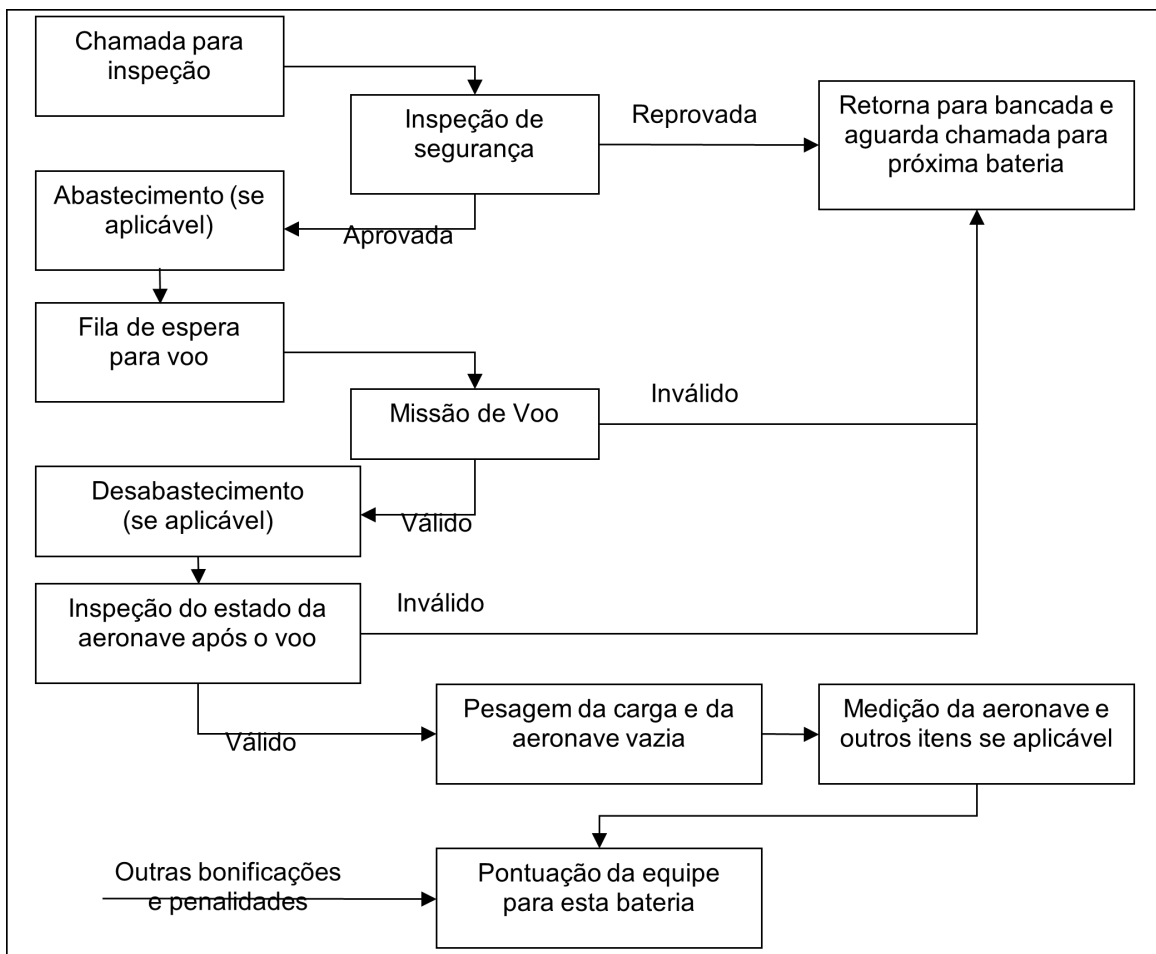 Chamada para
inspeção
Inspeção de
segurança
Reprovada
Retorna para bancada e
aguarda chamada para
próxima bateria
Abastecimento (se
aplicável)
Aprovada
Fila de espera
para voo
Missão de Voo
Inválido
Desabastecimento
(se aplicável)
Válido
Inspeção do estado da
aeronave após o voo
Inválido
Válido
Pesagem da carga e da
aeronave vazia
Medição da aeronave e
outros itens se aplicável
Outras bonificações
e penalidades
Pontuação da equipe
para esta bateria